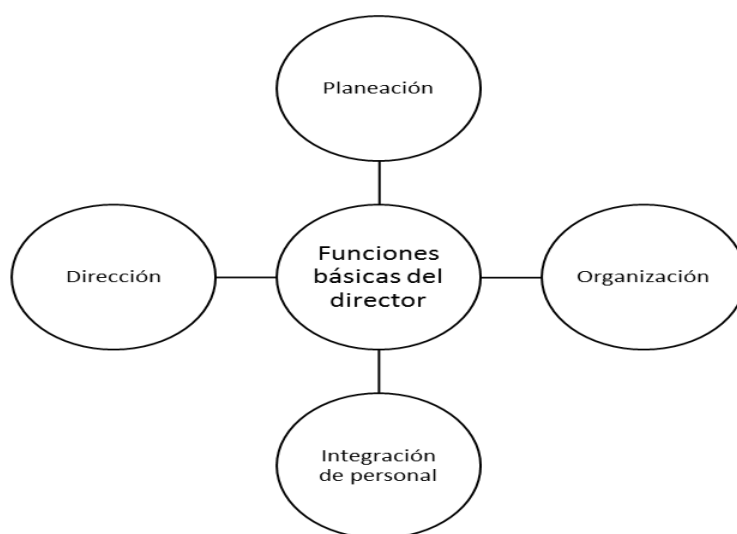 Planeación
Dirección
Funciones
básicas del
director
Organización
Integración
de personal